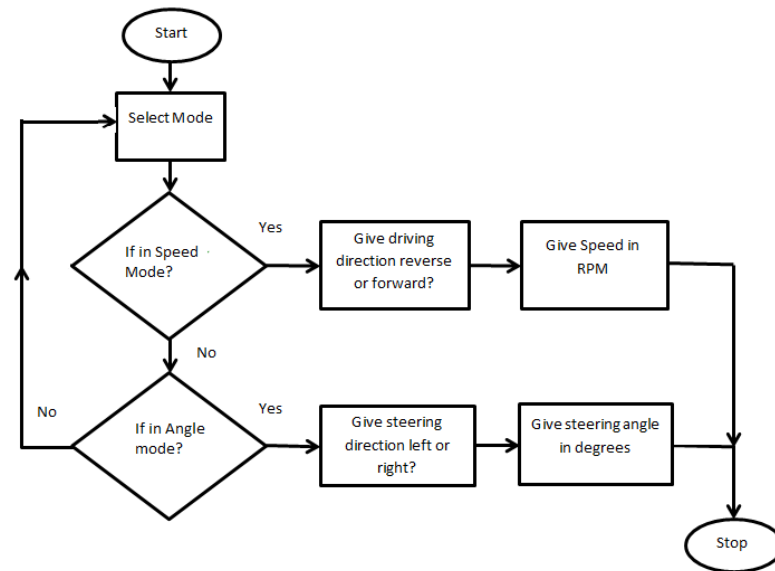 Start
Select Mode
If in Speed
Mode?
Yes
Give driving
direction reverse
or forward?
Give Speed in
RPM
No
No
If in Angle
mode?
Yes
Give steering
direction left or
right?
Give steering angle
in degrees
Stop